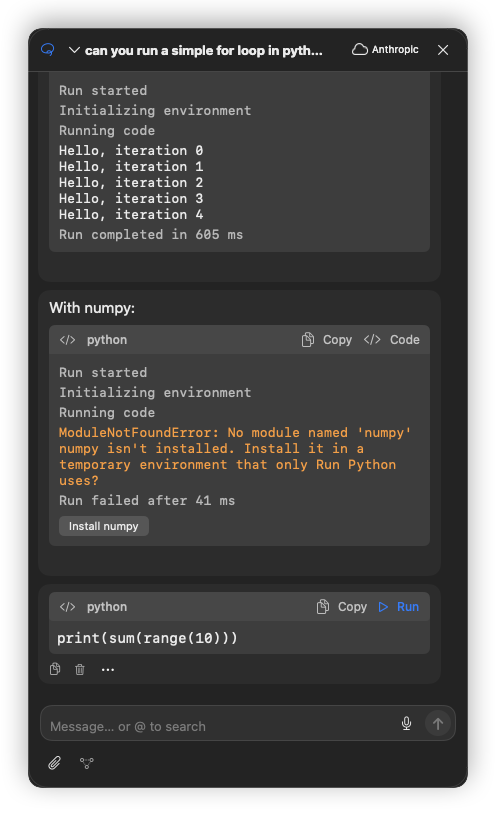 can you run a simple for loop in pyth...
Anthropic
Run started
Initializing environment
Running code
Hello, iteration 0
Hello, iteration 1
Hello, iteration 2
Hello, iteration 3
Hello, iteration 4
Run completed in 605 ms
With numpy:
</> python Copy </> Code
Run started
Initializing environment
Running code
ModuleNotFoundError: No module named 'numpy'
numpy isn't installed. Install it in a
temporary environment that only Run Python
uses?
Run failed after 41 ms
Install numpy
</> python Copy Run
print(sum(range(10)))
Message... or @ to search